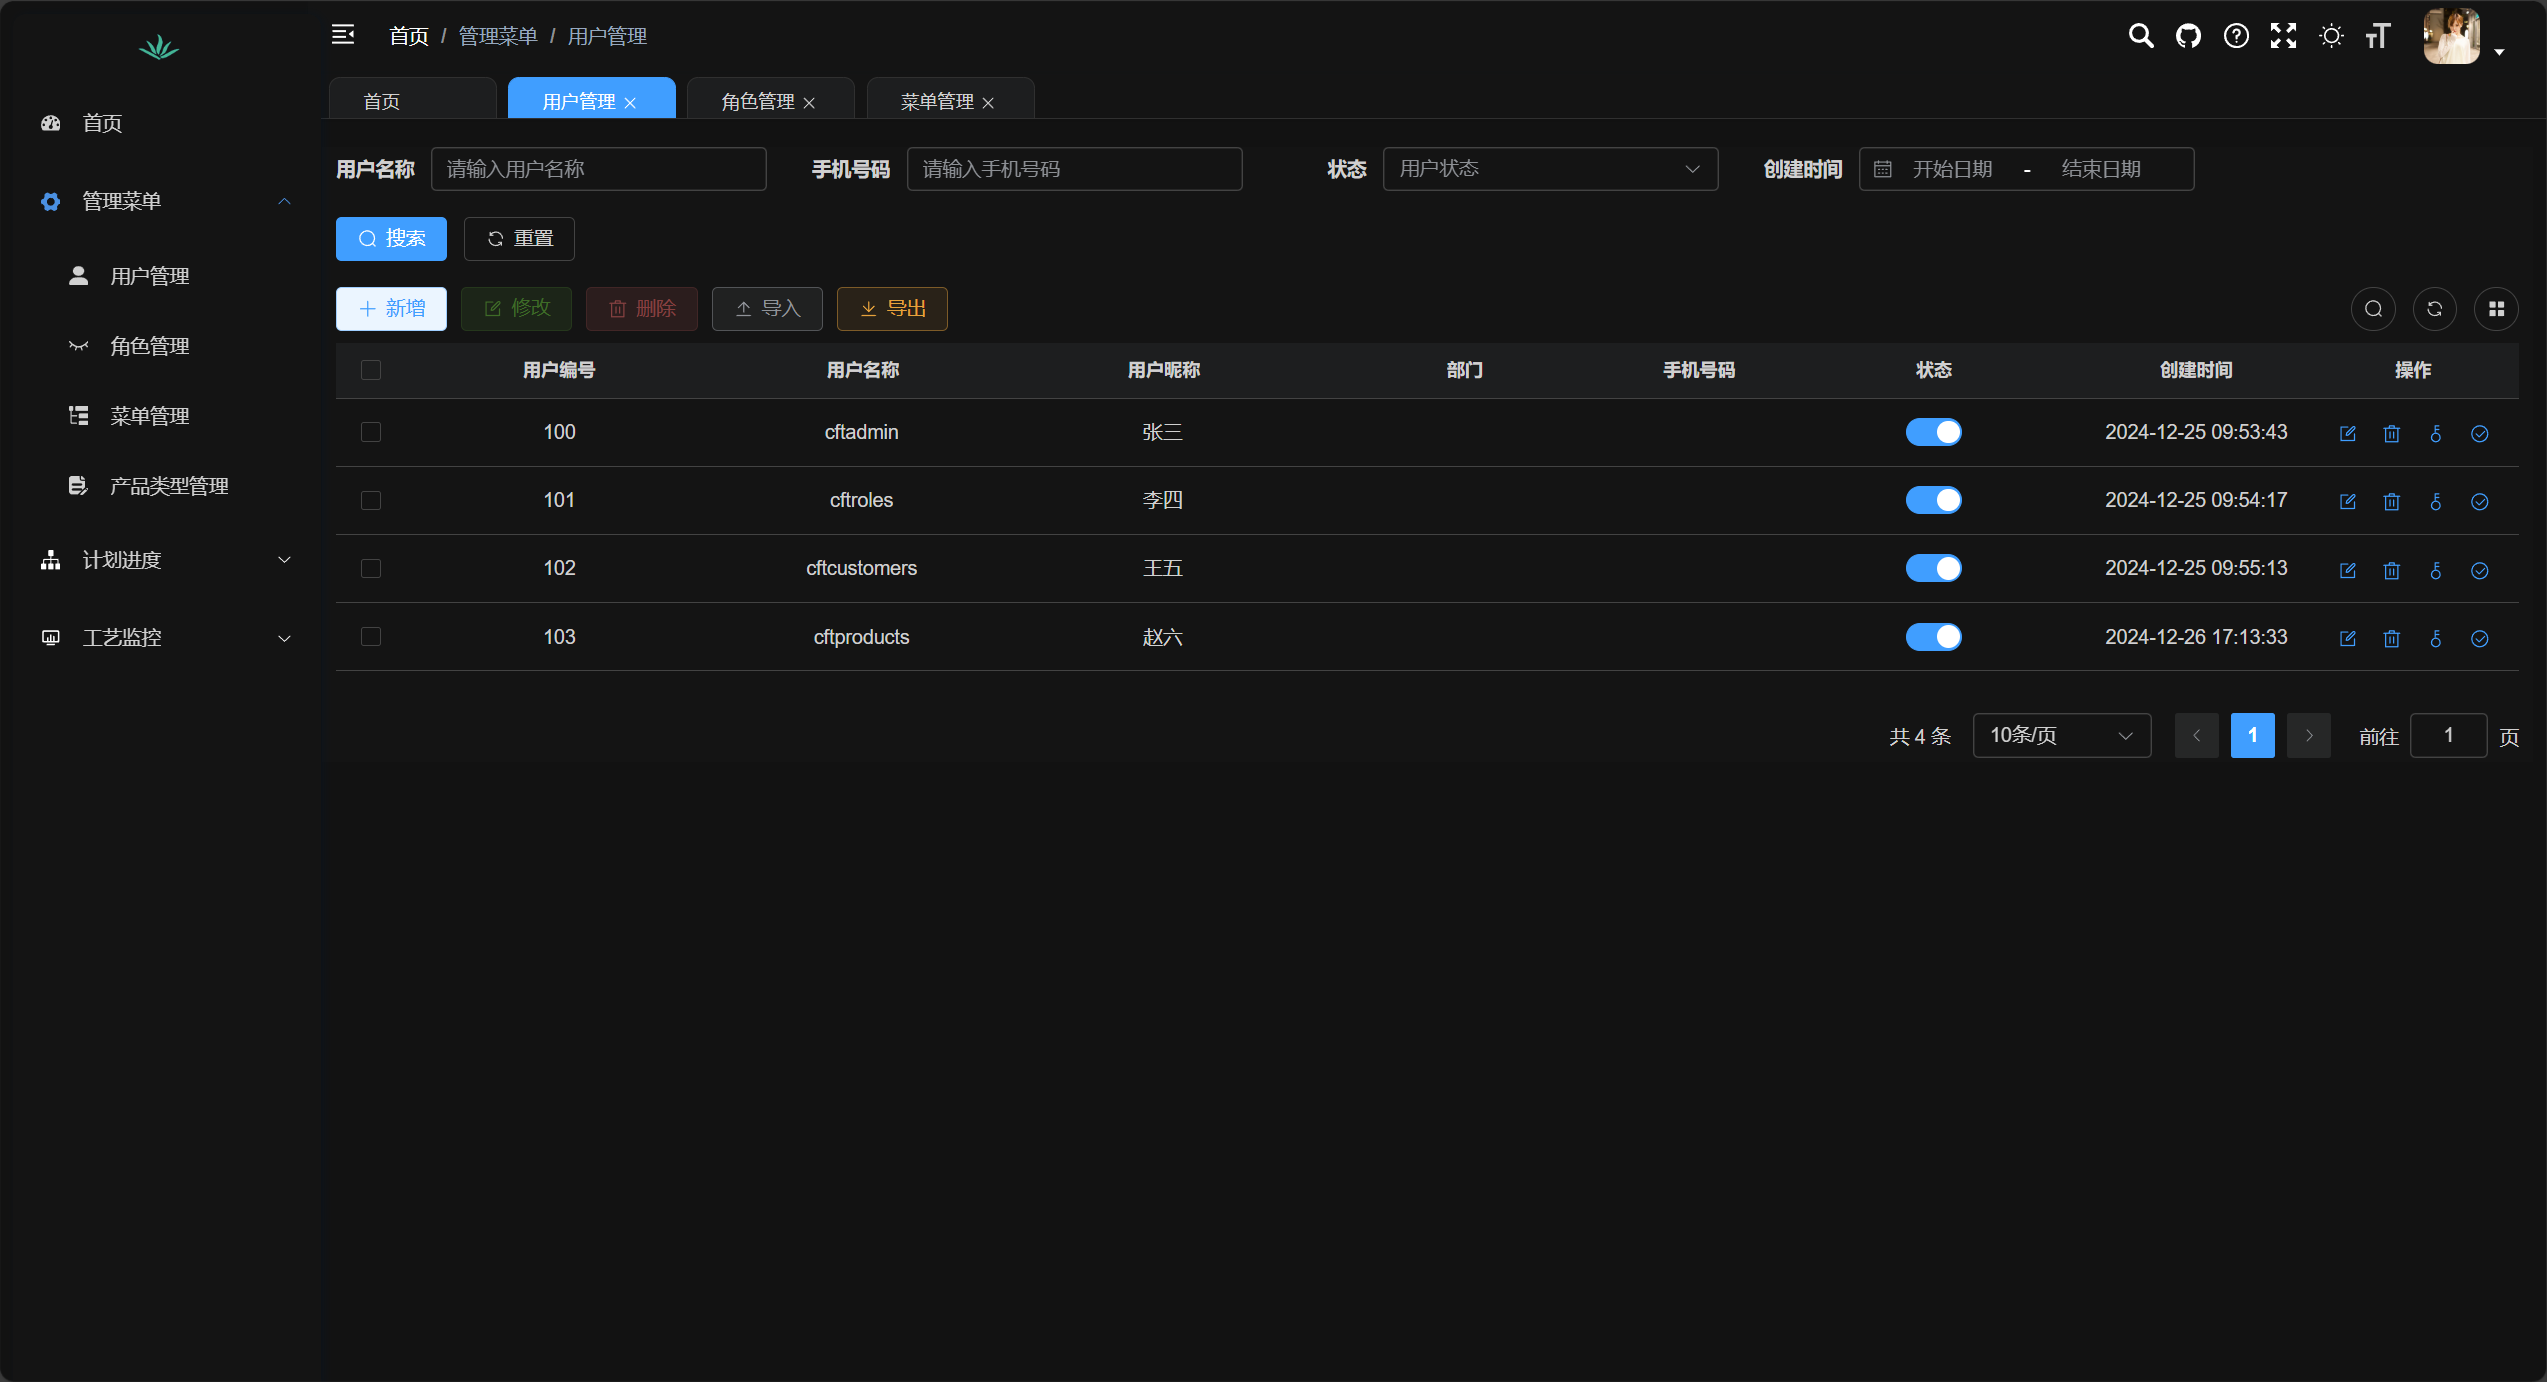 首页 / 管理菜单 / 用户管理
首页
管理菜单
用户管理
角色管理
菜单管理
产品类型管理
计划进度
工艺监控
首页 用户管理 角色管理 菜单管理
用户名称 请输入用户名称 手机号码 请输入手机号码 状态 用户状态 创建时间 开始日期 - 结束日期
搜索 重置
新增 修改 删除 导入 导出
用户编号 用户名称 用户昵称 部门 手机号码 状态 创建时间 操作
100 cftadmin 张三 2024-12-25 09:53:43
101 cftroles 李四 2024-12-25 09:54:17
102 cftcustomers 王五 2024-12-25 09:55:13
103 cftproducts 赵六 2024-12-26 17:13:33
共 4 条 10条/页 1 前往 1 页